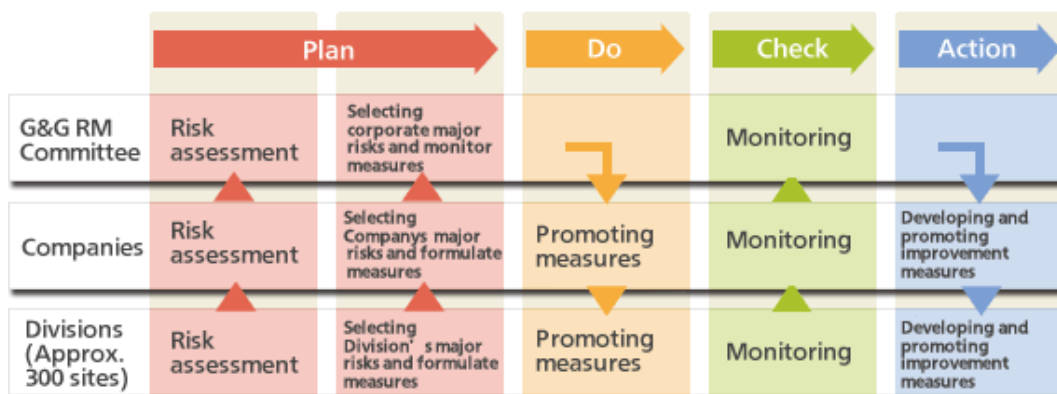 Plan
Do
Check
Action
G&G RM
Committee
Risk
assessment
Selecting
corporate major
risks and monitor
measures
Monitoring
Companies
Risk
assessment
Selecting
Companys major
risks and formulate
measures
Promoting
measures
Monitoring
Developing and
promoting
improvement
measures
Divisions
(Approx.
300 sites)
Risk
assessment
Selecting
Division's major
risks and formulate
measures
Promoting
measures
Monitoring
Developing and
promoting
improvement
measures